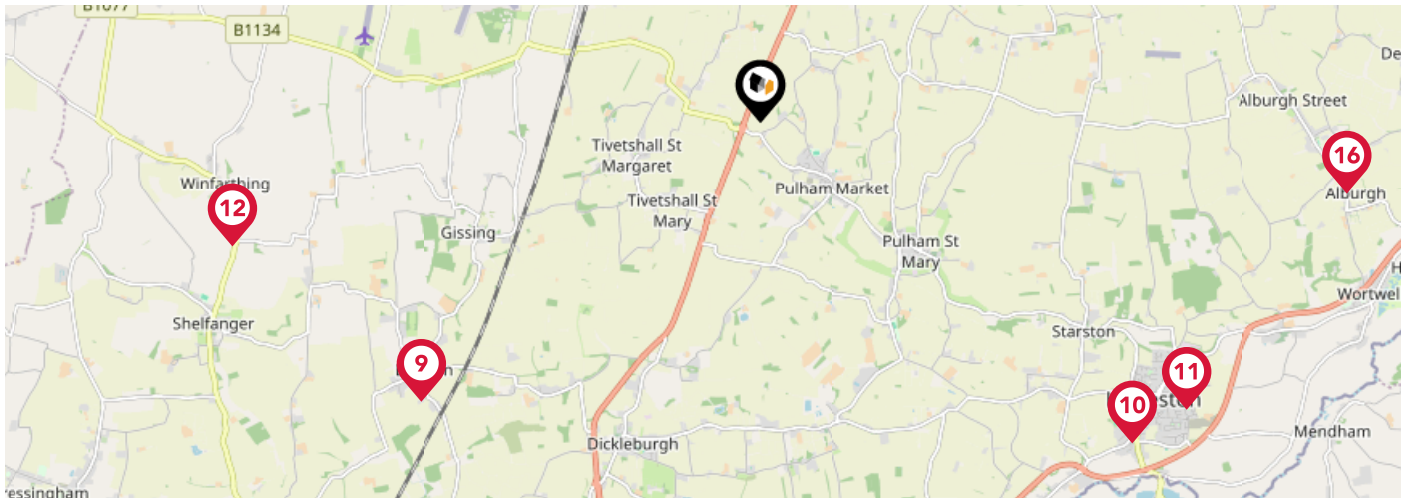 B1077
B1134
De
Alburgh Street
Tivetshall St
Margaret
16
Winfarthing
Pulham Market
Alburgh
12
Tivetshall St
Mary
Gissing
Pulham St
Mary
H
Wortwel
Shelfanger
Starston
9
11
10
Mendham
Dickleburgh
essingham